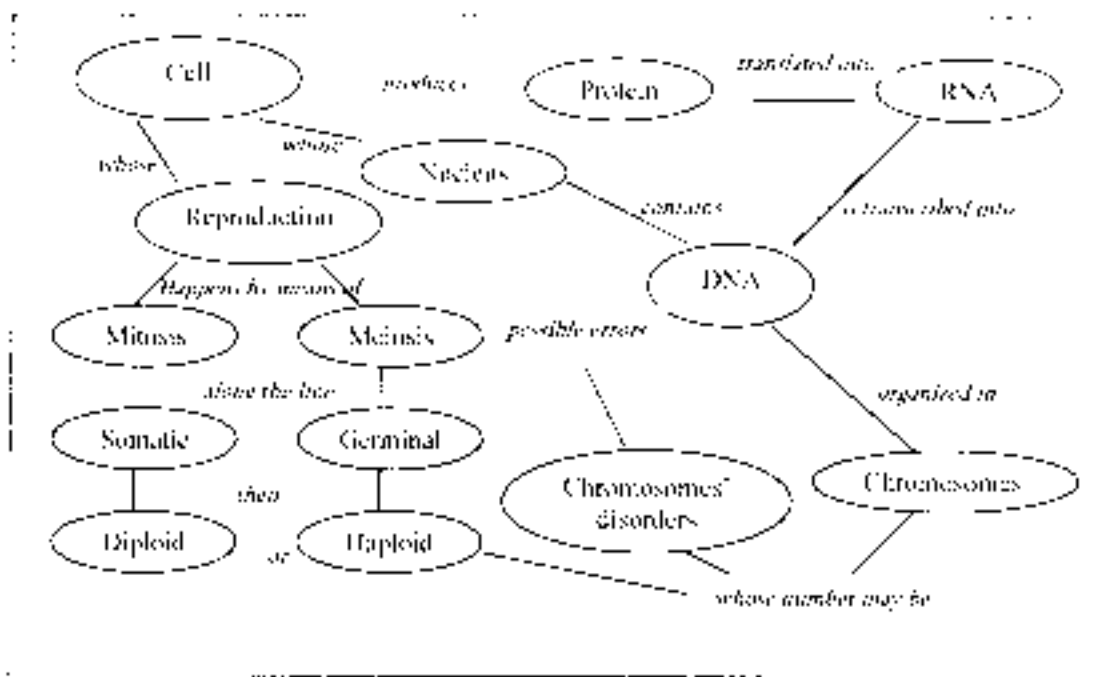 Cell
produces
Protein
translated into
RNA
whose
whose
Nucleus
contains
transcribed into
Reproduction
DNA
Happens by means of
Mitosis
Meiosis
possible errors
along the line
organised in
Somatic
Germinal
Chromosomes'
disorders
Chromosomes
then
Diploid
or
Haploid
whose number may be